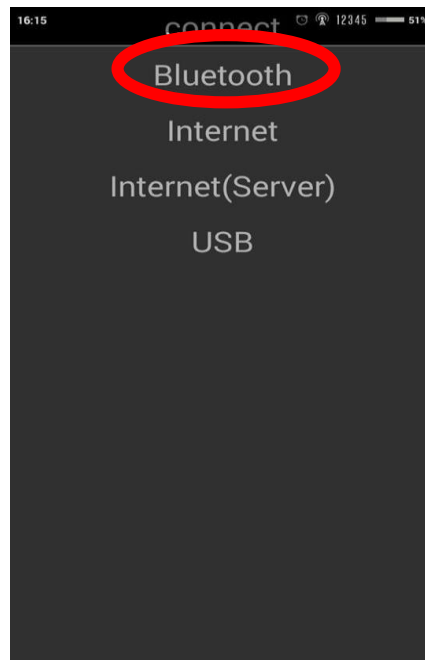 16:15 12345 51%
connect
Bluetooth
Internet
Internet(Server)
USB